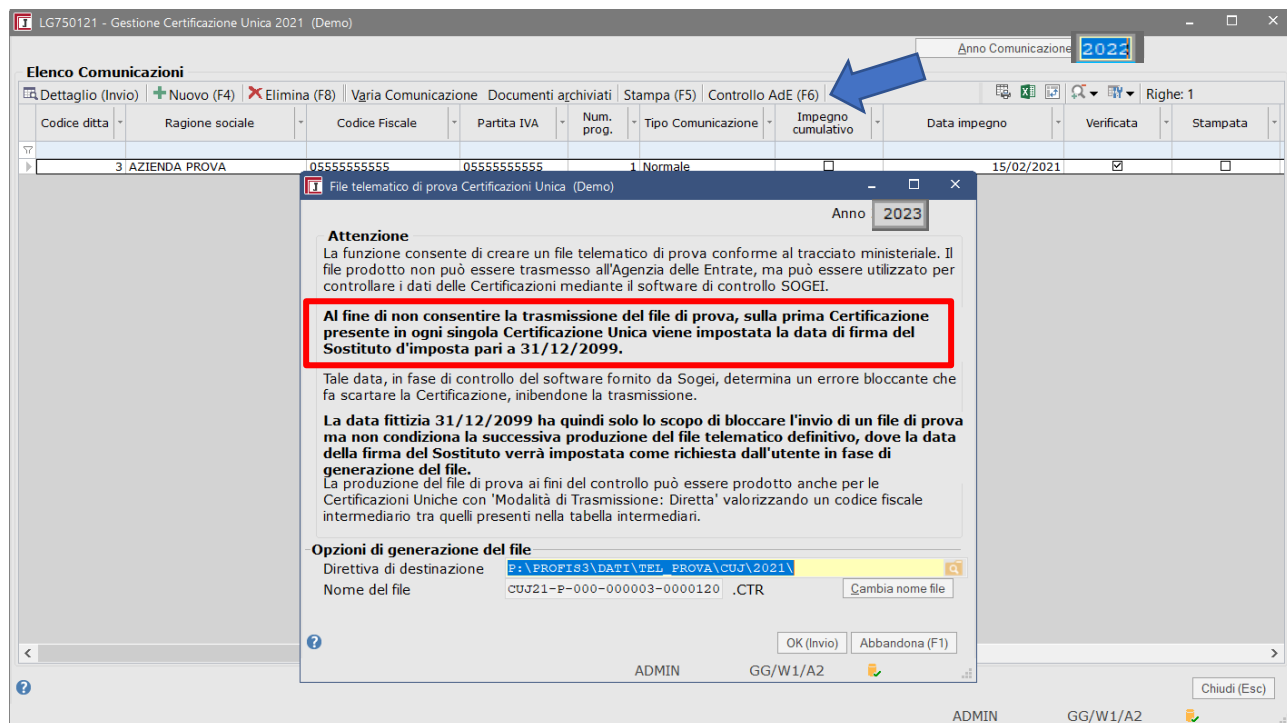 LG750121 - Gestione Certificazione Unica 2021 (Demo)
Anno Comunicazione 2022
Elenco Comunicazioni
Dettaglio (Invio) Nuovo (F4) Elimina (F8) Varia Comunicazione Documenti archiviati Stampa (F5) Controllo AdE (F6) Righe: 1
Codice ditta Ragione sociale Codice Fiscale Partita IVA Num. prog. Tipo Comunicazione Impegno cumulativo Data impegno Verificata Stampata
3 AZIENDA PROVA 05555555555 05555555555 1 Normale 15/02/2021
File telematico di prova Certificazioni Unica (Demo)
Anno 2023
Attenzione
La funzione consente di creare un file telematico di prova conforme al tracciato ministeriale. Il
file prodotto non può essere trasmesso all'Agenzia delle Entrate, ma può essere utilizzato per
controllare i dati delle Certificazioni mediante il software di controllo SOGEI.
Al fine di non consentire la trasmissione del file di prova, sulla prima Certificazione
presente in ogni singola Certificazione Unica viene impostata la data di firma del
Sostituto d'imposta pari a 31/12/2099.
Tale data, in fase di controllo del software fornito da Sogei, determina un errore bloccante che
fa scartare la Certificazione, inibendone la trasmissione.
La data fittizia 31/12/2099 ha quindi solo lo scopo di bloccare l'invio di un file di prova
ma non condiziona la successiva produzione del file telematico definitivo, dove la data
della firma del Sostituto verrà impostata come richiesta dall'utente in fase di
generazione del file.
La produzione del file di prova ai fini del controllo può essere prodotto anche per le
Certificazioni Uniche con 'Modalità di Trasmissione: Diretta' valorizzando un codice fiscale
intermediario tra quelli presenti nella tabella intermediari.
Opzioni di generazione del file
Direttiva di destinazione P:\PROFIS3\DATI\TEL_PROVA\CUJ\2021\
Nome del file CUJ21-P-000-000003-0000120 .CTR Cambia nome file
OK (Invio) Abbandona (F1)
ADMIN GG/W1/A2
Chiudi (Esc)
ADMIN GG/W1/A2